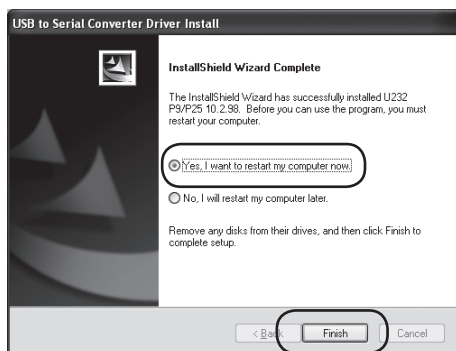 USB to Serial Converter Driver Install
InstallShield Wizard Complete
The InstallShield Wizard has successfully installed U232
P9/P25 10.2.98. Before you can use the program, you must
restart your computer.
Yes, I want to restart my computer now.
No, I will restart my computer later.
Remove any disks from their drives, and then click Finish to
complete setup.
< Back Finish Cancel